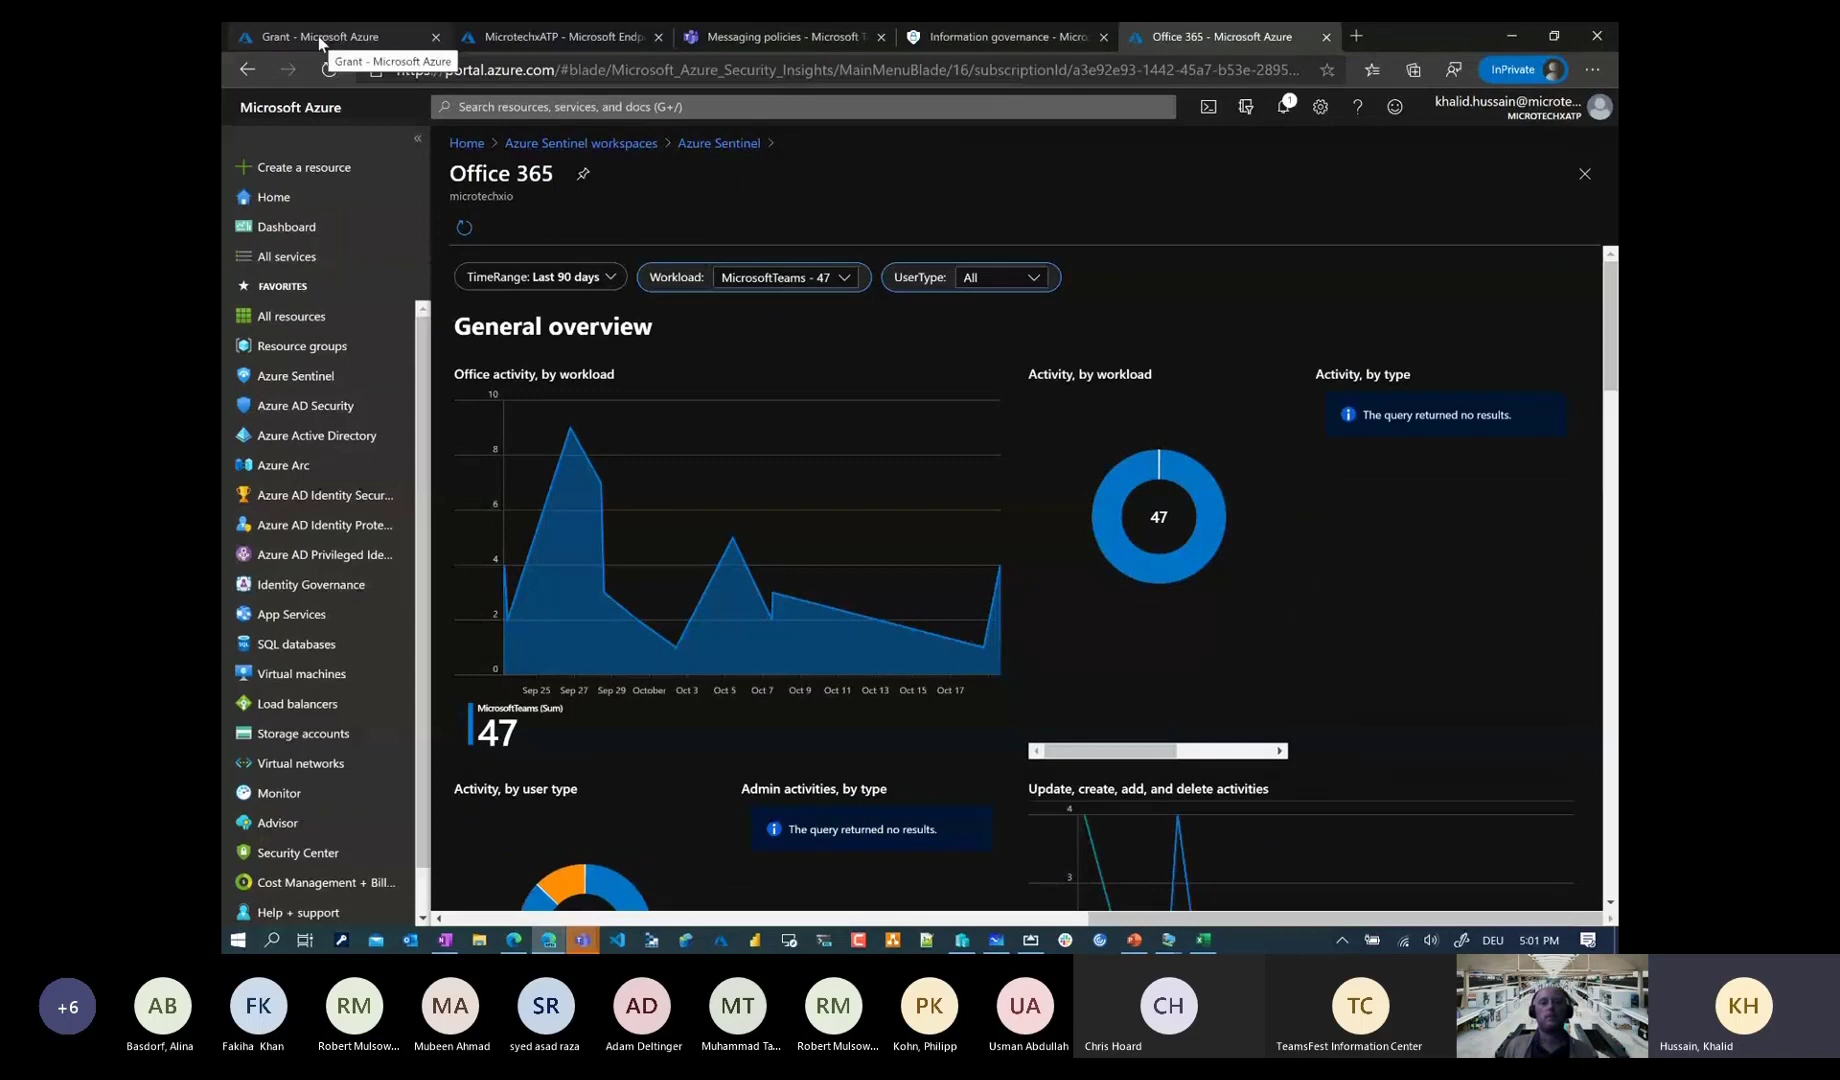 Grant - Microsoft Azure
MicrotechxATP - Microsoft Endp
Messaging policies - Microsoft T
Information governance - Micro
Office 365 - Microsoft Azure
Grant - Microsoft Azure
https://portal.azure.com/#blade/Microsoft_Azure_Security_Insights/MainMenuBlade/16/subscriptionId/a3e92e93-1442-45a7-b53e-2895...
InPrivate
Microsoft Azure
Search resources, services, and docs (G+/)
1
khalid.hussain@microte...
MICROTECHXATP
Home > Azure Sentinel workspaces > Azure Sentinel >
Office 365
microtechxio
Create a resource
Home
Dashboard
All services
FAVORITES
All resources
Resource groups
Azure Sentinel
Azure AD Security
Azure Active Directory
Azure Arc
Azure AD Identity Secur...
Azure AD Identity Prote...
Azure AD Privileged Ide...
Identity Governance
App Services
SQL databases
Virtual machines
Load balancers
Storage accounts
Virtual networks
Monitor
Advisor
Security Center
Cost Management + Bill...
Help + support
TimeRange: Last 90 days
Workload: MicrosoftTeams - 47
UserType: All
General overview
Office activity, by workload
10
8
6
4
2
0
Sep 25 Sep 27 Sep 29 October Oct 3 Oct 5 Oct 7 Oct 9 Oct 11 Oct 13 Oct 15 Oct 17
MicrosoftTeams (Sum)
47
Activity, by workload
47
Activity, by type
The query returned no results.
Activity, by user type
Admin activities, by type
The query returned no results.
Update, create, add, and delete activities
4
3
DEU
5:01 PM
+6
AB
FK
RM
MA
SR
AD
MT
RM
PK
UA
CH
TC
KH
Basdorf, Alina
Fakiha Khan
Robert Mulsow...
Mubeen Ahmad
syed asad raza
Adam Deltinger
Muhammad Ta...
Robert Mulsow...
Kohn, Philipp
Usman Abdullah
Chris Hoard
TeamsFest Information Center
Hussain, Khalid